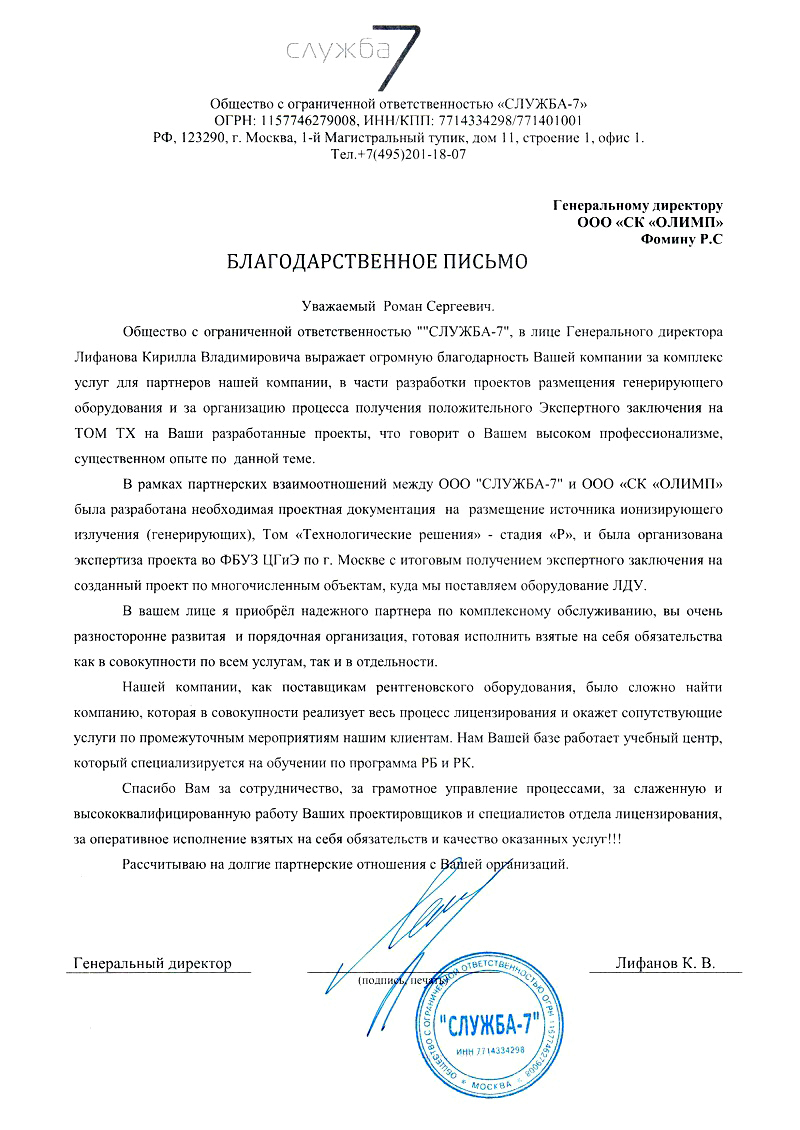 служба 7
Общество с ограниченной ответственностью «СЛУЖБА-7»
ОГРН: 1157746279008, ИНН/КПП: 7714334298/771401001
РФ, 123290, г. Москва, 1-й Магистральный тупик, дом 11, строение 1, офис 1.
Тел.+7(495)201-18-07
Генеральному директору
ООО «СК «ОЛИМП»
Фомину Р.С
БЛАГОДАРСТВЕННОЕ ПИСЬМО
Уважаемый Роман Сергеевич.
Общество с ограниченной ответственностью ""СЛУЖБА-7", в лице Генерального директора
Лифанова Кирилла Владимировича выражает огромную благодарность Вашей компании за комплекс
услуг для партнеров нашей компании, в части разработки проектов размещения генерирующего
оборудования и за организацию процесса получения положительного Экспертного заключения на
ТОМ ТХ на Ваши разработанные проекты, что говорит о Вашем высоком профессионализме,
существенном опыте по данной теме.
В рамках партнерских взаимоотношений между ООО "СЛУЖБА-7" и ООО «СК «ОЛИМП»
была разработана необходимая проектная документация на размещение источника ионизирующего
излучения (генерирующих), Том «Технологические решения» - стадия «Р», и была организована
экспертиза проекта во ФБУЗ ЦГиЭ по г. Москве с итоговым получением экспертного заключения на
созданный проект по многочисленным объектам, куда мы поставляем оборудование ЛДУ.
В вашем лице я приобрёл надежного партнера по комплексному обслуживанию, вы очень
разносторонне развитая и порядочная организация, готовая исполнить взятые на себя обязательства
как в совокупности по всем услугам, так и в отдельности.
Нашей компании, как поставщикам рентгеновского оборудования, было сложно найти
компанию, которая в совокупности реализует весь процесс лицензирования и окажет сопутствующие
услуги по промежуточным мероприятиям нашим клиентам. Нам Вашей базе работает учебный центр,
который специализируется на обучении по программа РБ и РК.
Спасибо Вам за сотрудничество, за грамотное управление процессами, за слаженную и
высококвалифицированную работу Ваших проектировщиков и специалистов отдела лицензирования,
за оперативное исполнение взятых на себя обязательств и качество оказанных услуг!!!
Рассчитываю на долгие партнерские отношения с Вашей организаций.
Генеральный директор
Лифанов К. В.
(подпись, печать)
ОБЩЕСТВО С ОГРАНИЧЕННОЙ ОТВЕТСТВЕННОСТЬЮ ОГРН 1157746279008
"СЛУЖБА-7"
ИНН 7714334298
* МОСКВА *